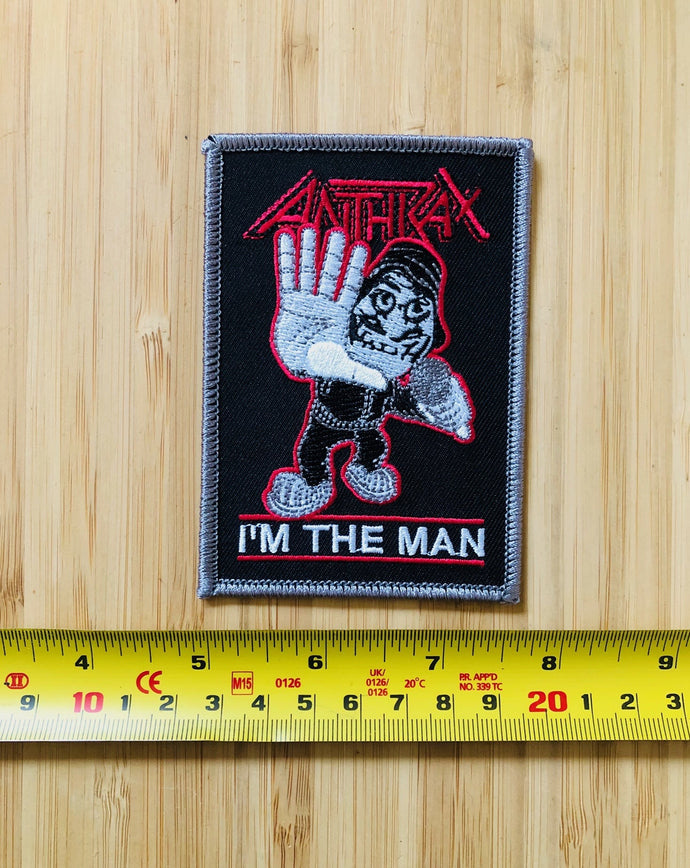 ANTHRAX
I'M THE MAN
4 5 6 7 8 9
II CE M15 0126 UK/ 0126/ 0126 20°C P.R. APP'D NO. 339 TC
9 10 1 2 3 4 5 6 7 8 9 20 1 2 3